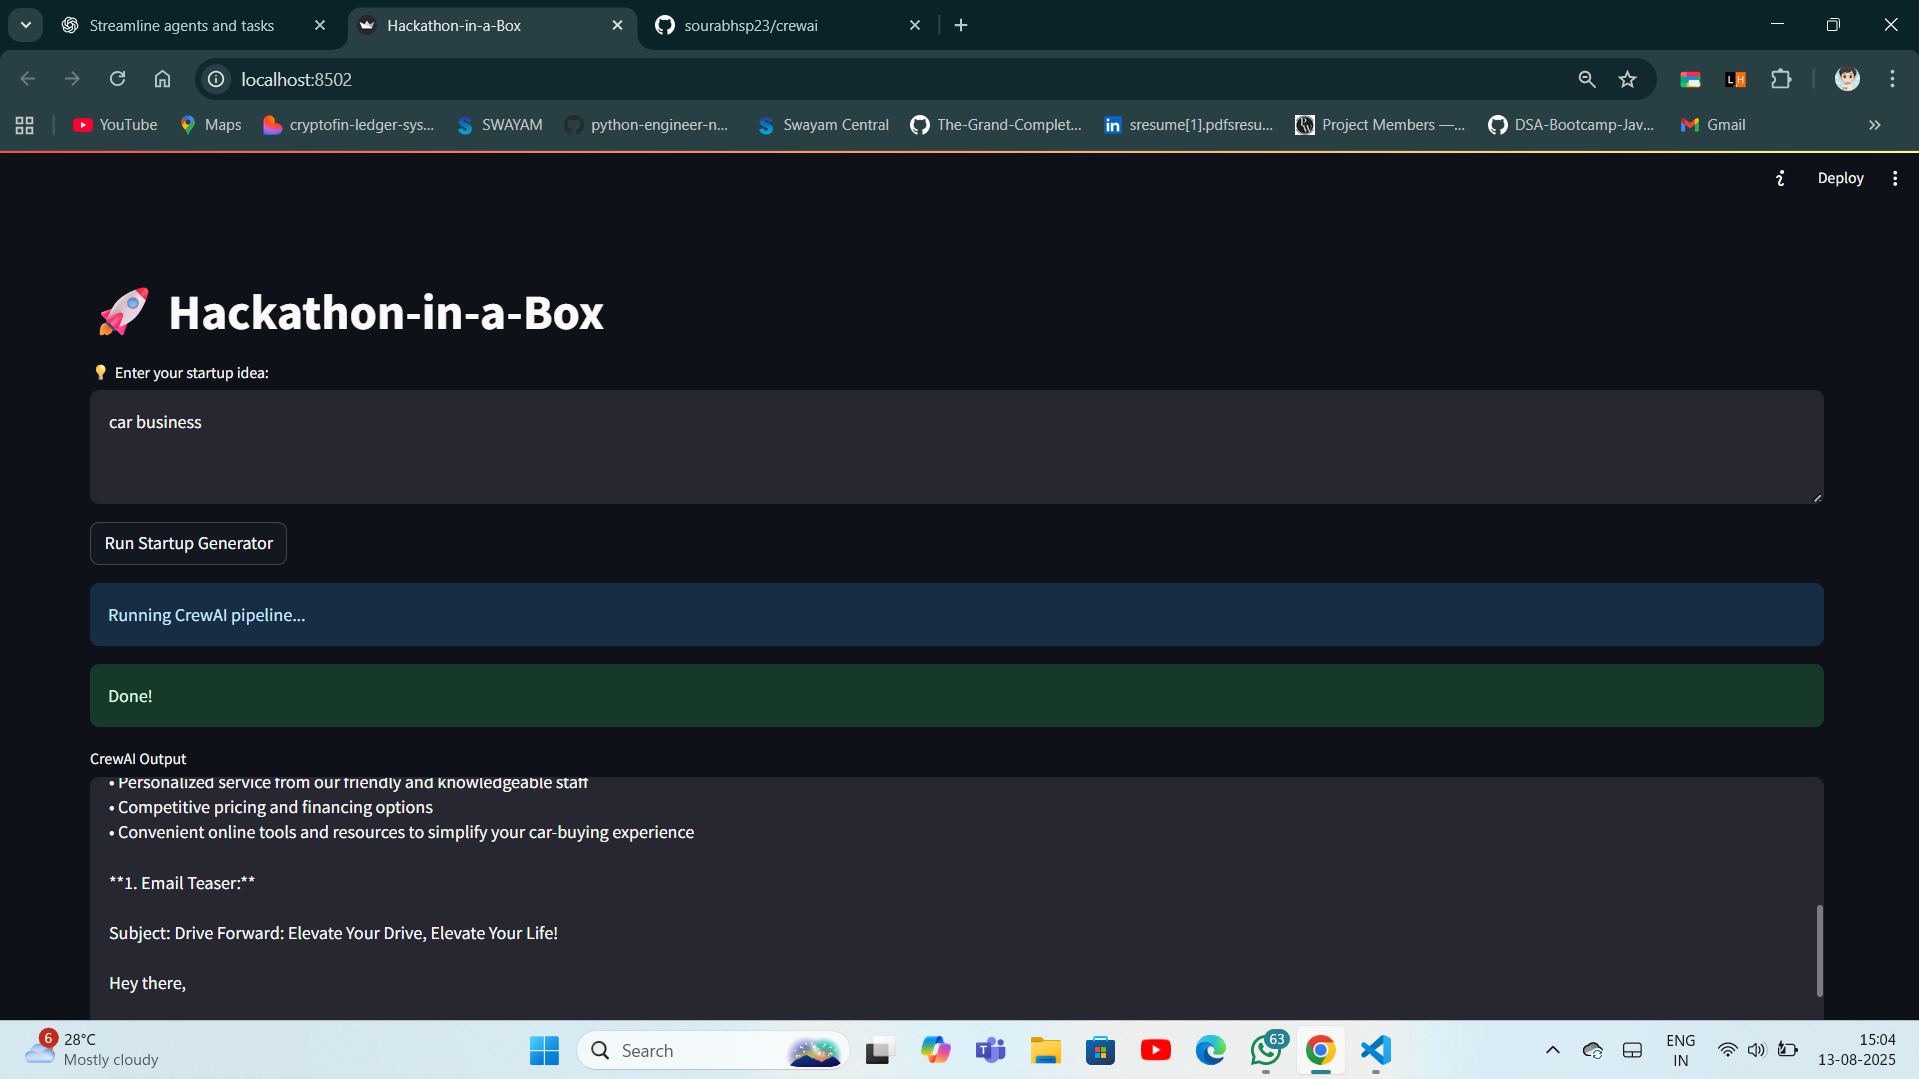 Streamline agents and tasks
Hackathon-in-a-Box
sourabhsp23/crewai
localhost:8502
YouTube
Maps
cryptofin-ledger-sys...
SWAYAM
python-engineer-n...
Swayam Central
The-Grand-Complet...
sresume[1].pdfsresu...
Project Members —...
DSA-Bootcamp-Jav...
Gmail
LH
Deploy
Hackathon-in-a-Box
Enter your startup idea:
car business
Run Startup Generator
Running CrewAI pipeline...
Done!
CrewAI Output
• Personalized service from our friendly and knowledgeable staff
• Competitive pricing and financing options
• Convenient online tools and resources to simplify your car-buying experience
**1. Email Teaser:**
Subject: Drive Forward: Elevate Your Drive, Elevate Your Life!
Hey there,
6
28°C
Mostly cloudy
Search
63
ENG
IN
15:04
13-08-2025